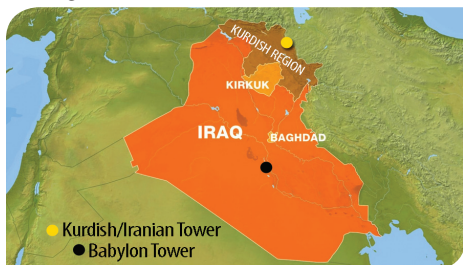 KURDISH REGION
KIRKUK
IRAQ
BAGHDAD
Kurdish/Iranian Tower
Babylon Tower